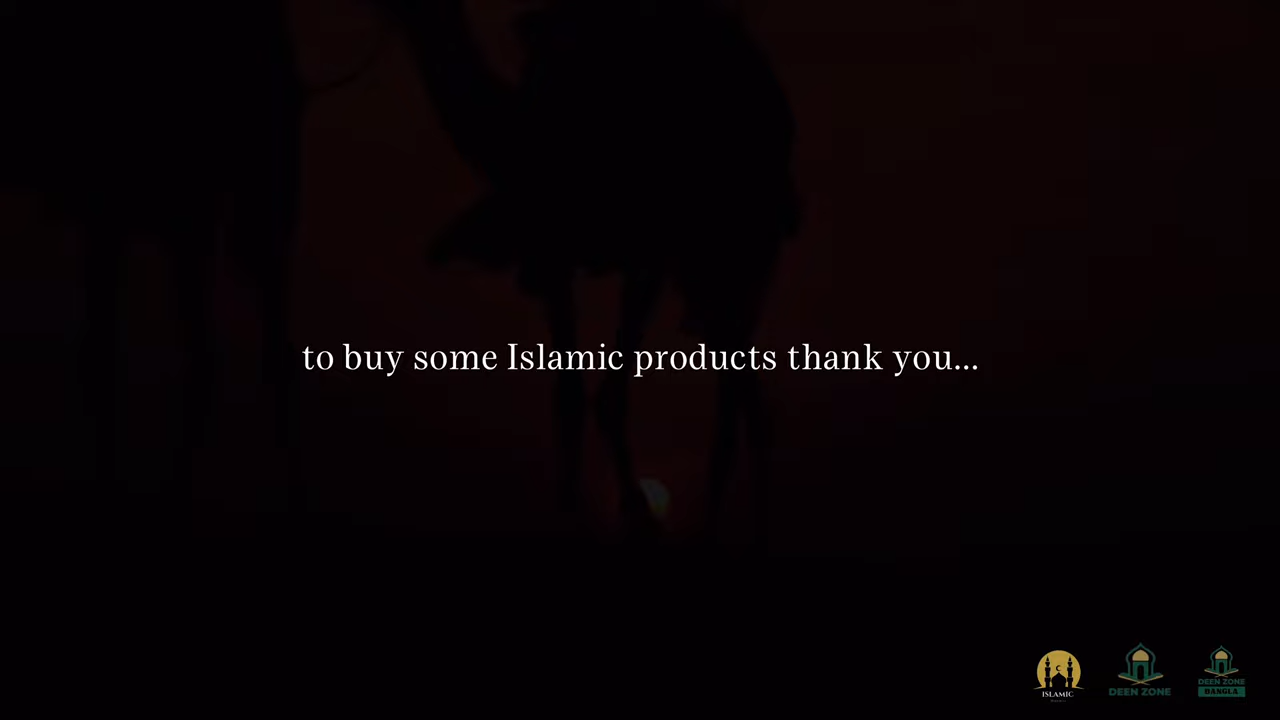 to buy some Islamic products thank you...
ISLAMIC
DEEN ZONE
DEEN ZONE
BANGLA